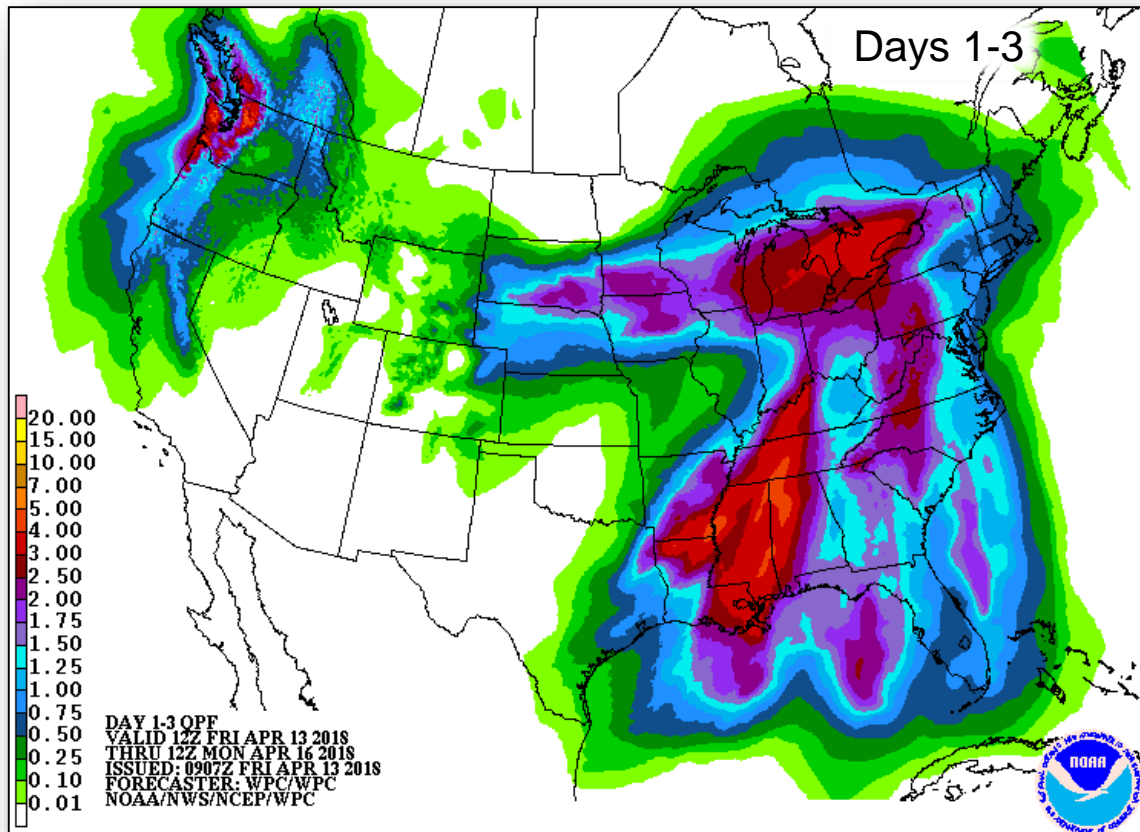 Days 1-3
20.00
15.00
10.00
7.00
5.00
4.00
3.00
2.50
2.00
1.75
1.50
1.25
1.00
0.75
0.50
0.25
0.10
0.01
DAY 1-3 QPF
VALID 12Z FRI APR 13 2018
THRU 12Z MON APR 16 2018
ISSUED: 0907Z FRI APR 13 2018
FORECASTER: WPC/WPC
NOAA/NWS/NCEP/WPC
NOAA